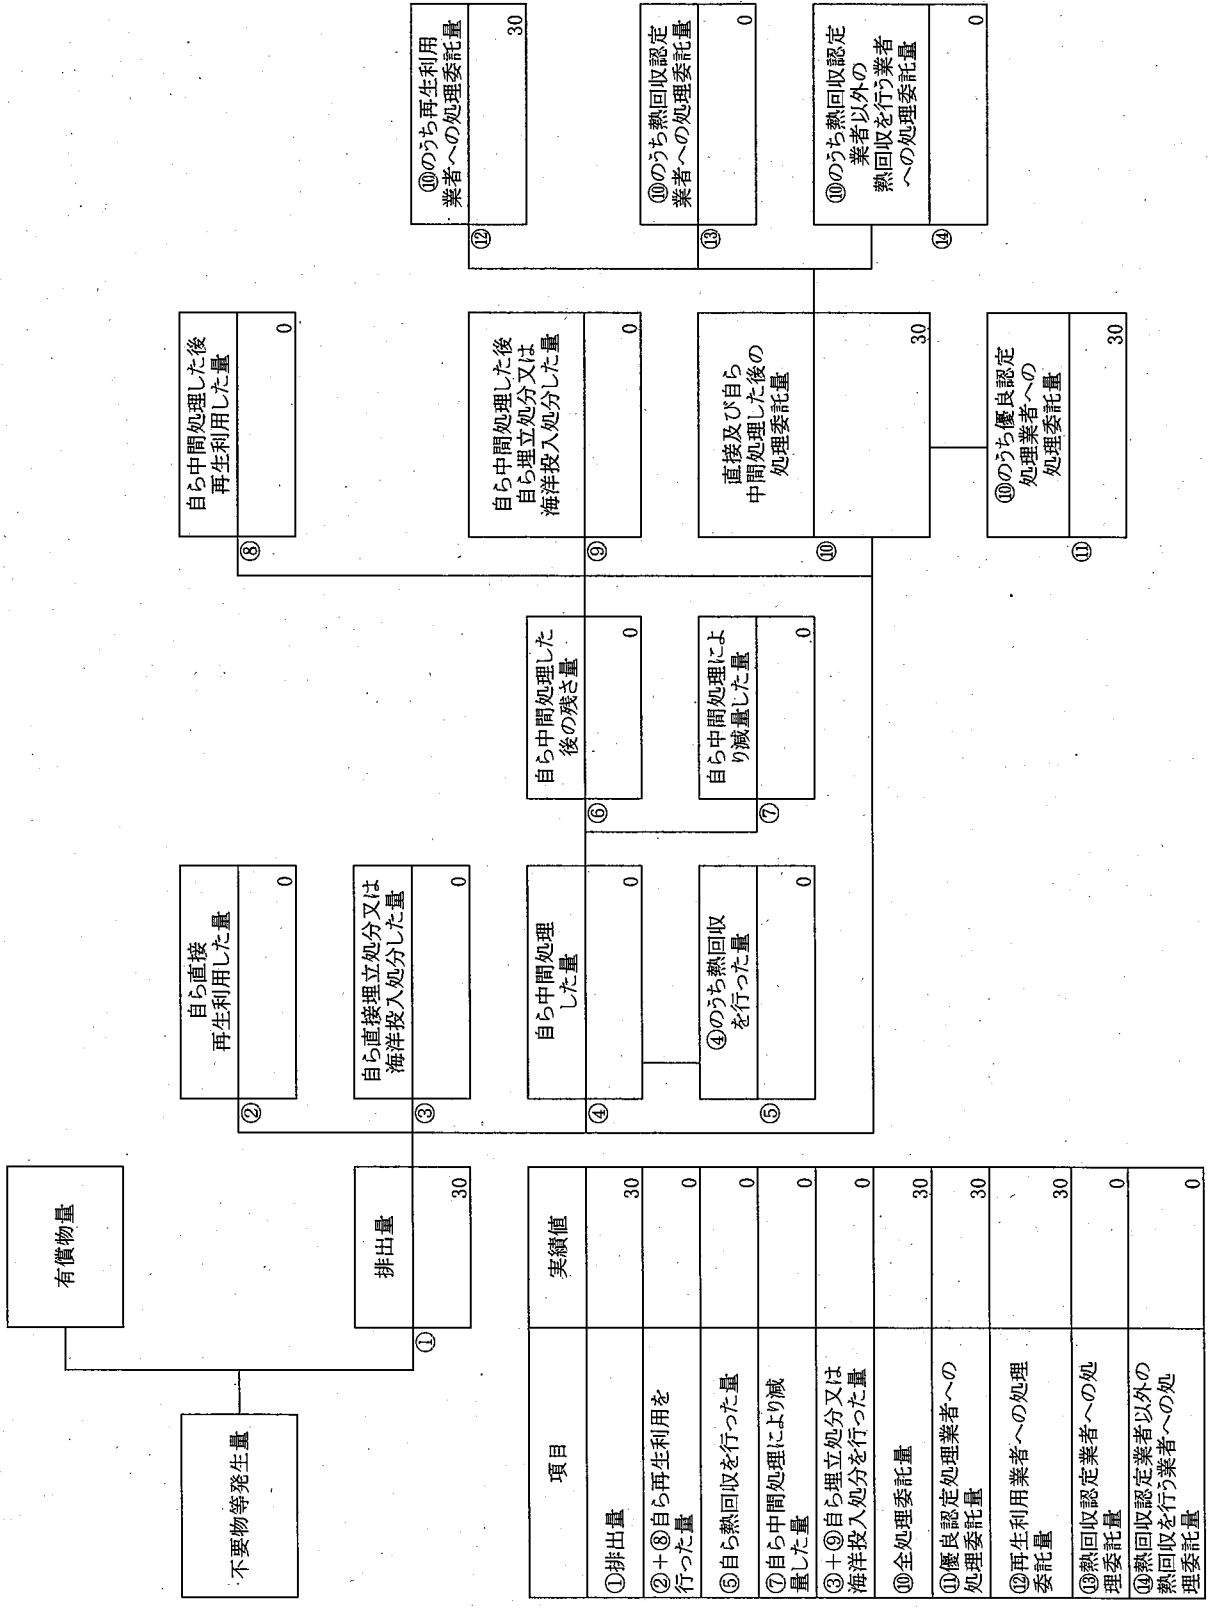 不要物等発生量
有償物量
排出量
①
30
自ら直接
再生利用した量
②
0
自ら直接埋立処分又は
海洋投入処分した量
③
0
自ら中間処理
した量
④
0
④のうち熱回収
を行った量
⑤
0
自ら中間処理した
後の残さ量
⑥
0
自ら中間処理によ
り減量した量
⑦
0
自ら中間処理した後
再生利用した量
⑧
0
自ら中間処理した後
自ら埋立処分又は
海洋投入処分した量
⑨
0
直接及び自ら
中間処理した後の
処理委託量
⑩
30
⑩のうち優良認定
処理業者への
処理委託量
⑪
30
⑩のうち再生利用
業者への処理委託量
⑫
30
⑩のうち熱回収認定
業者への処理委託量
⑬
0
⑩のうち熱回収認定
業者以外の
熱回収を行う業者
への処理委託量
⑭
0
項目 実績値
①排出量 30
②+⑧自ら再生利用を
行った量 0
⑤自ら熱回収を行った量 0
⑦自ら中間処理により減
量した量 0
③+⑨自ら埋立処分又は
海洋投入処分を行った量 0
⑩全処理委託量 30
⑪優良認定処理業者への
処理委託量 30
⑫再生利用業者への処理
委託量 30
⑬熱回収認定業者への処
理委託量 0
⑭熱回収認定業者以外の
熱回収を行う業者への処
理委託量 0